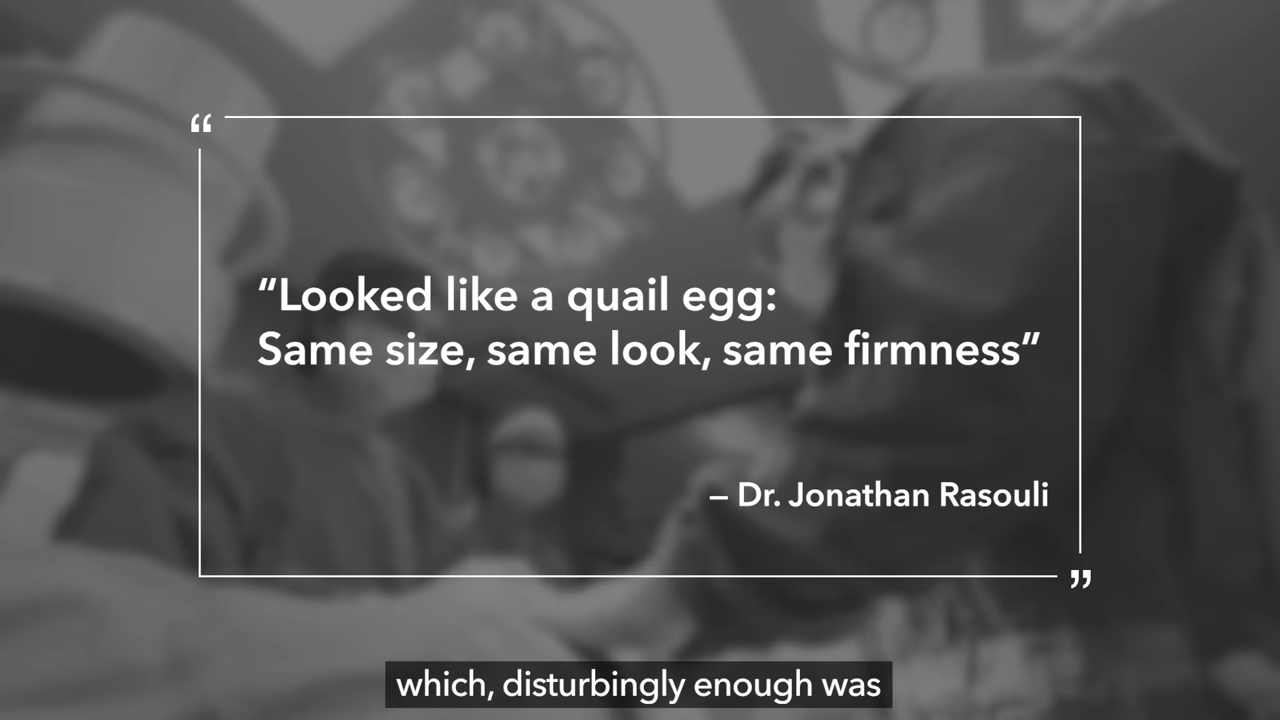 “Looked like a quail egg:
Same size, same look, same firmness”
– Dr. Jonathan Rasouli
which, disturbingly enough was